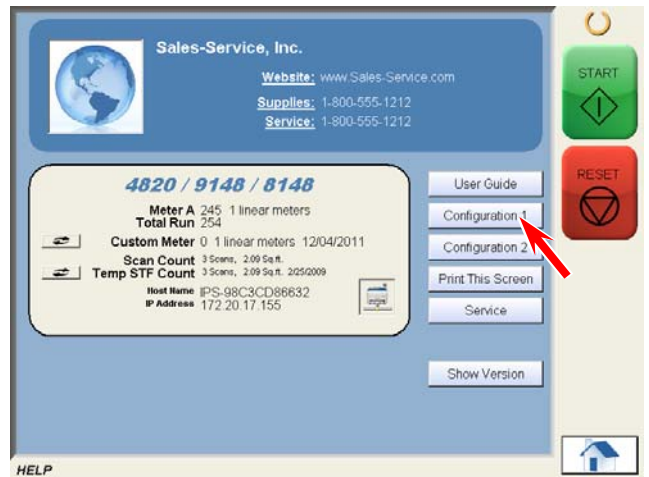 Sales-Service, Inc.
Website: www.Sales-Service.com
Supplies: 1-800-555-1212
Service: 1-800-555-1212
START
RESET
4820 / 9148 / 8148
Meter A 245 1 linear meters
Total Run 254
Custom Meter 0 1 linear meters 12/04/2011
Scan Count 3 Scans, 2.09 Sq.ft.
Temp STF Count 3 Scans, 2.09 Sq.ft. 2/25/2009
Host Name IPS-98C3CD86632
IP Address 172.20.17.155
User Guide
Configuration 1
Configuration 2
Print This Screen
Service
Show Version
HELP